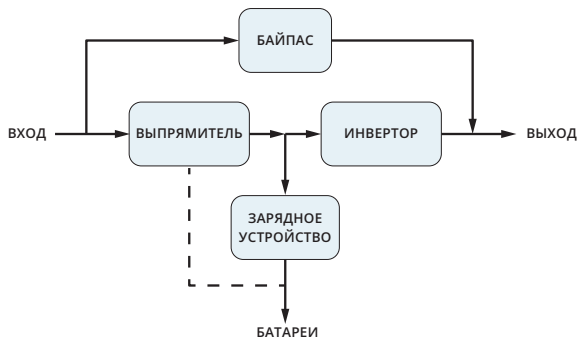 БАЙПАС
ВХОД
ВЫПРЯМИТЕЛЬ
ИНВЕРТОР
ВЫХОД
ЗАРЯДНОЕ
УСТРОЙСТВО
БАТАРЕИ